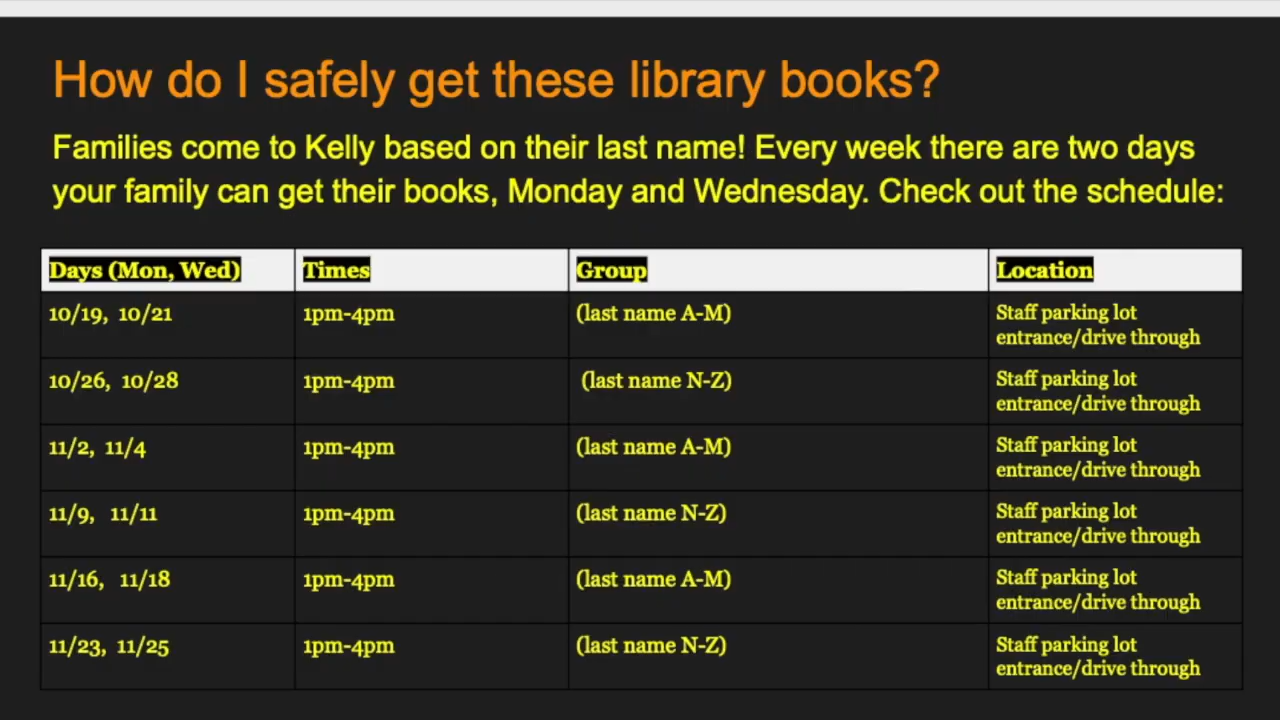 How do I safely get these library books?
Families come to Kelly based on their last name! Every week there are two days
your family can get their books, Monday and Wednesday. Check out the schedule:
Days (Mon, Wed) Times Group Location
10/19, 10/21 1pm-4pm (last name A-M) Staff parking lot
entrance/drive through
10/26, 10/28 1pm-4pm (last name N-Z) Staff parking lot
entrance/drive through
11/2, 11/4 1pm-4pm (last name A-M) Staff parking lot
entrance/drive through
11/9, 11/11 1pm-4pm (last name N-Z) Staff parking lot
entrance/drive through
11/16, 11/18 1pm-4pm (last name A-M) Staff parking lot
entrance/drive through
11/23, 11/25 1pm-4pm (last name N-Z) Staff parking lot
entrance/drive through